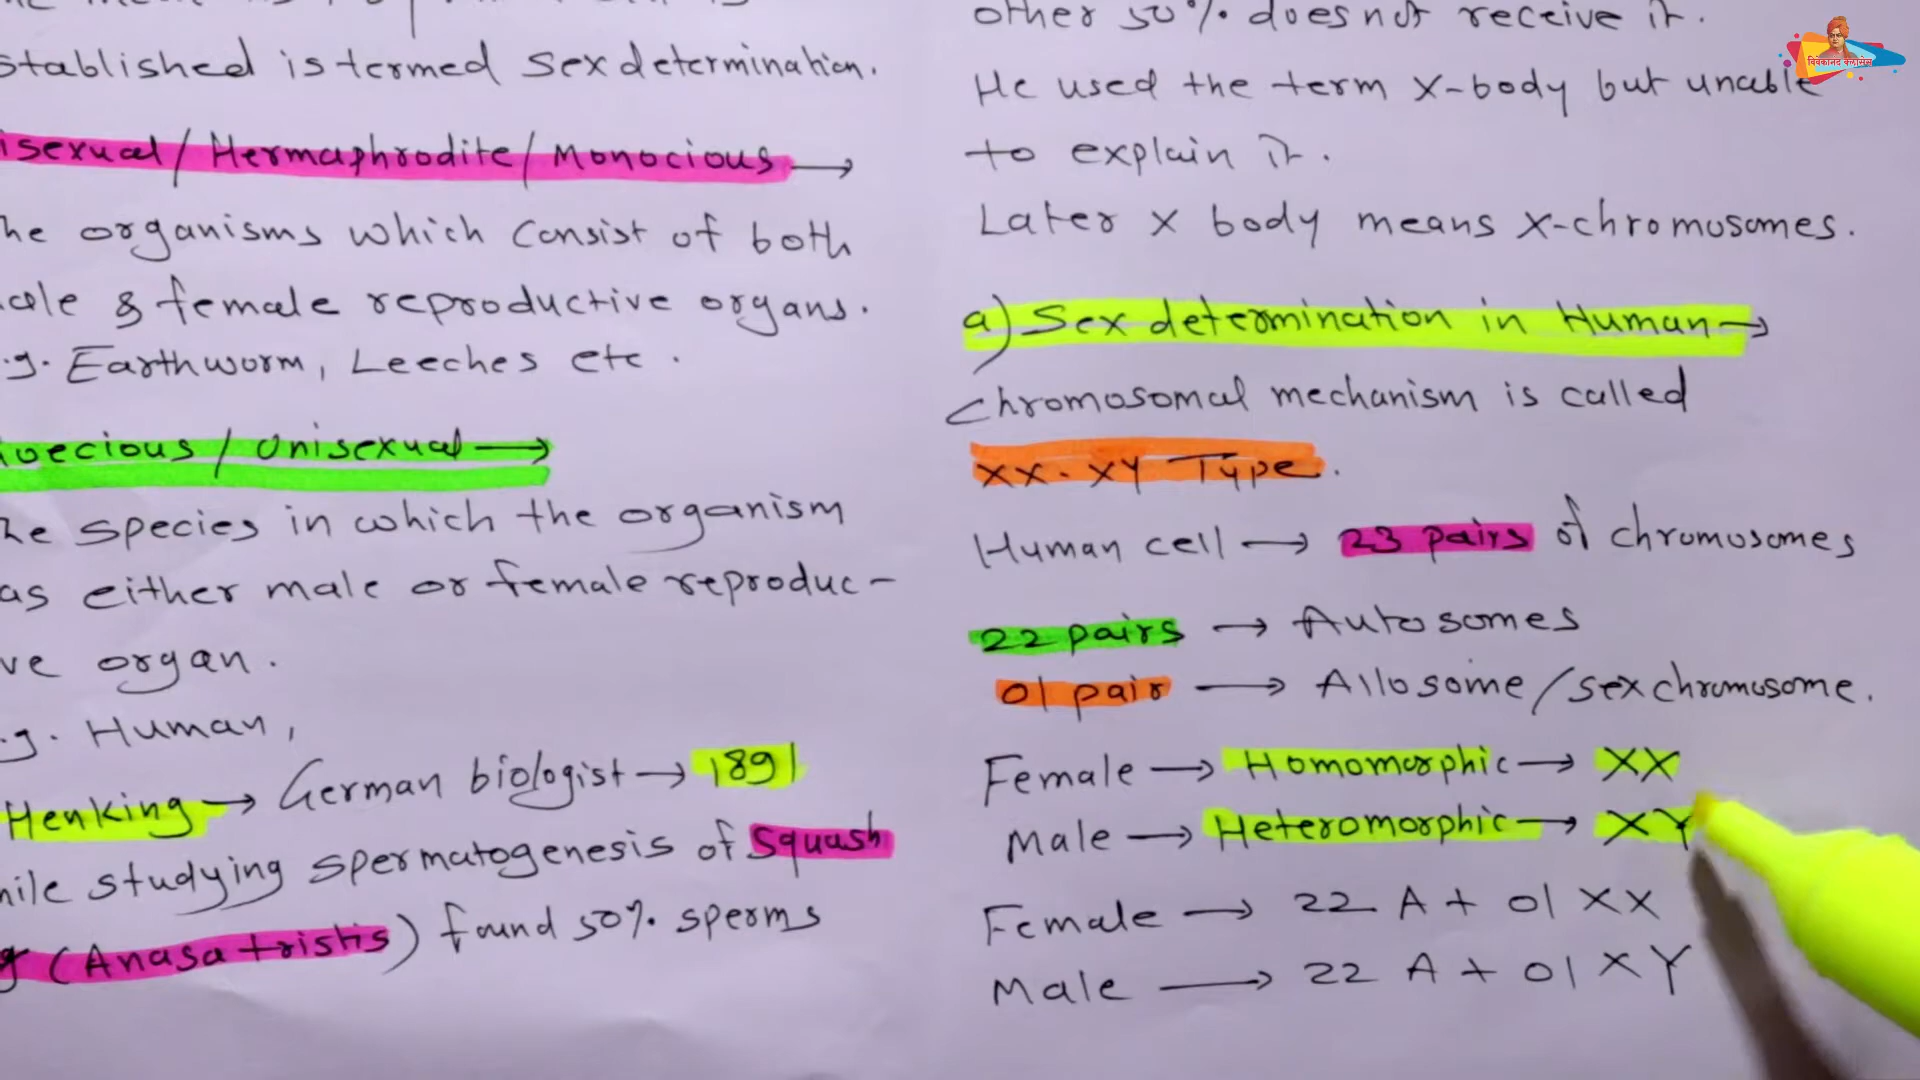 stablished is termed Sex determination.
isexual/Hermaphrodite/Monocious →
he organisms which consist of both
ale & female reproductive organs.
.g. Earthworm, Leeches etc.
ioecious / Unisexual →
he species in which the organism
as either male or female reproduc-
ve organ.
.g. Human,
Henking → German biologist → 1891
hile studying spermatogenesis of Squash
g (Anasa tristis) found 50% sperms
other 50% does not receive it.
He used the term X-body but unable
to explain it.
Later X body means X-chromosomes.
a) Sex determination in Human →
Chromosomal mechanism is called
XX-XY Type.
Human cell → 23 pairs of chromosomes
22 pairs → Autosomes
01 pair → Allosome/sex chromosome.
Female → Homomorphic → XX
Male → Heteromorphic → XY
Female → 22 A + 01 XX
Male → 22 A + 01 XY
विवेकानंद क्लासेस